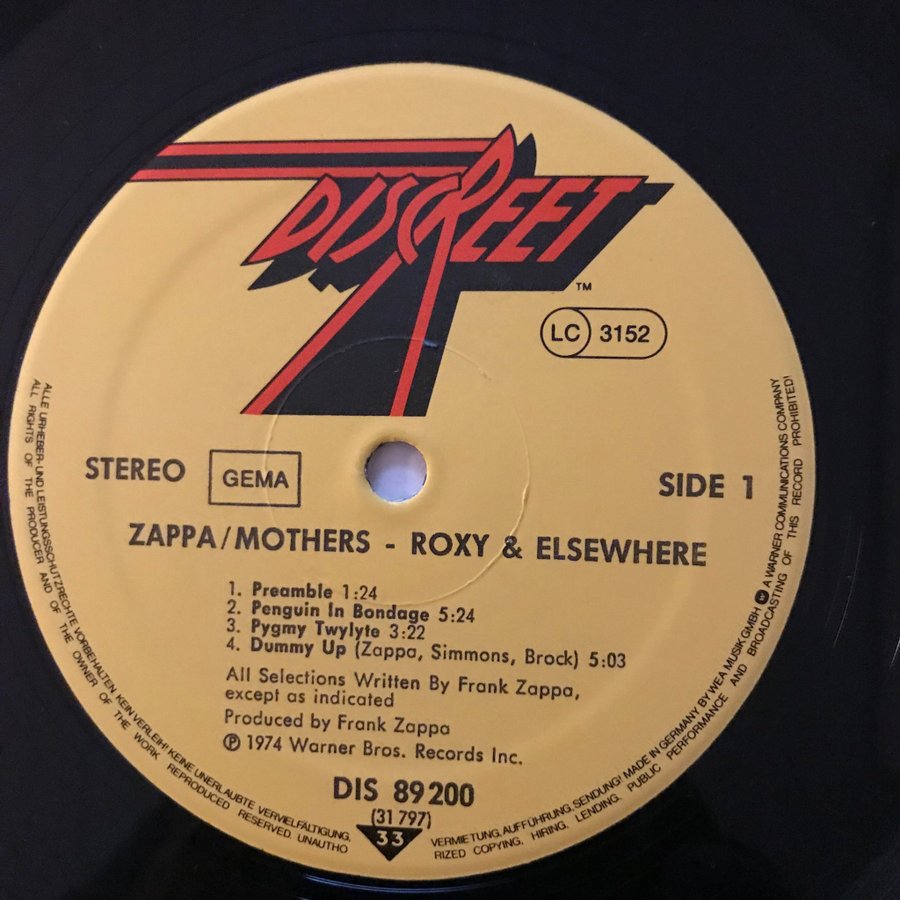 DISCREET
TM
LC 3152
STEREO
GEMA
SIDE 1
ZAPPA/MOTHERS - ROXY & ELSEWHERE
1. Preamble 1:24
2. Penguin In Bondage 5:24
3. Pygmy Twylyte 3:22
4. Dummy Up (Zappa, Simmons, Brock) 5:03
All Selections Written By Frank Zappa,
except as indicated
Produced by Frank Zappa
℗ 1974 Warner Bros. Records Inc.
DIS 89200
(31 797)
33
ALLE URHEBER- UND LEISTUNGSSCHUTZRECHTE VORBEHALTEN. KEIN VERLEIH! KEINE UNERLAUBTE VERVIELFÄLTIGUNG, VERMIETUNG, AUFFÜHRUNG, SENDUNG! MADE IN GERMANY BY WEA MUSIK GMBH W A WARNER COMMUNICATIONS COMPANY
ALL RIGHTS OF THE PRODUCER AND OF THE OWNER OF THE WORK REPRODUCED RESERVED. UNAUTHORIZED COPYING, HIRING, LENDING, PUBLIC PERFORMANCE AND BROADCASTING OF THIS RECORD PROHIBITED!